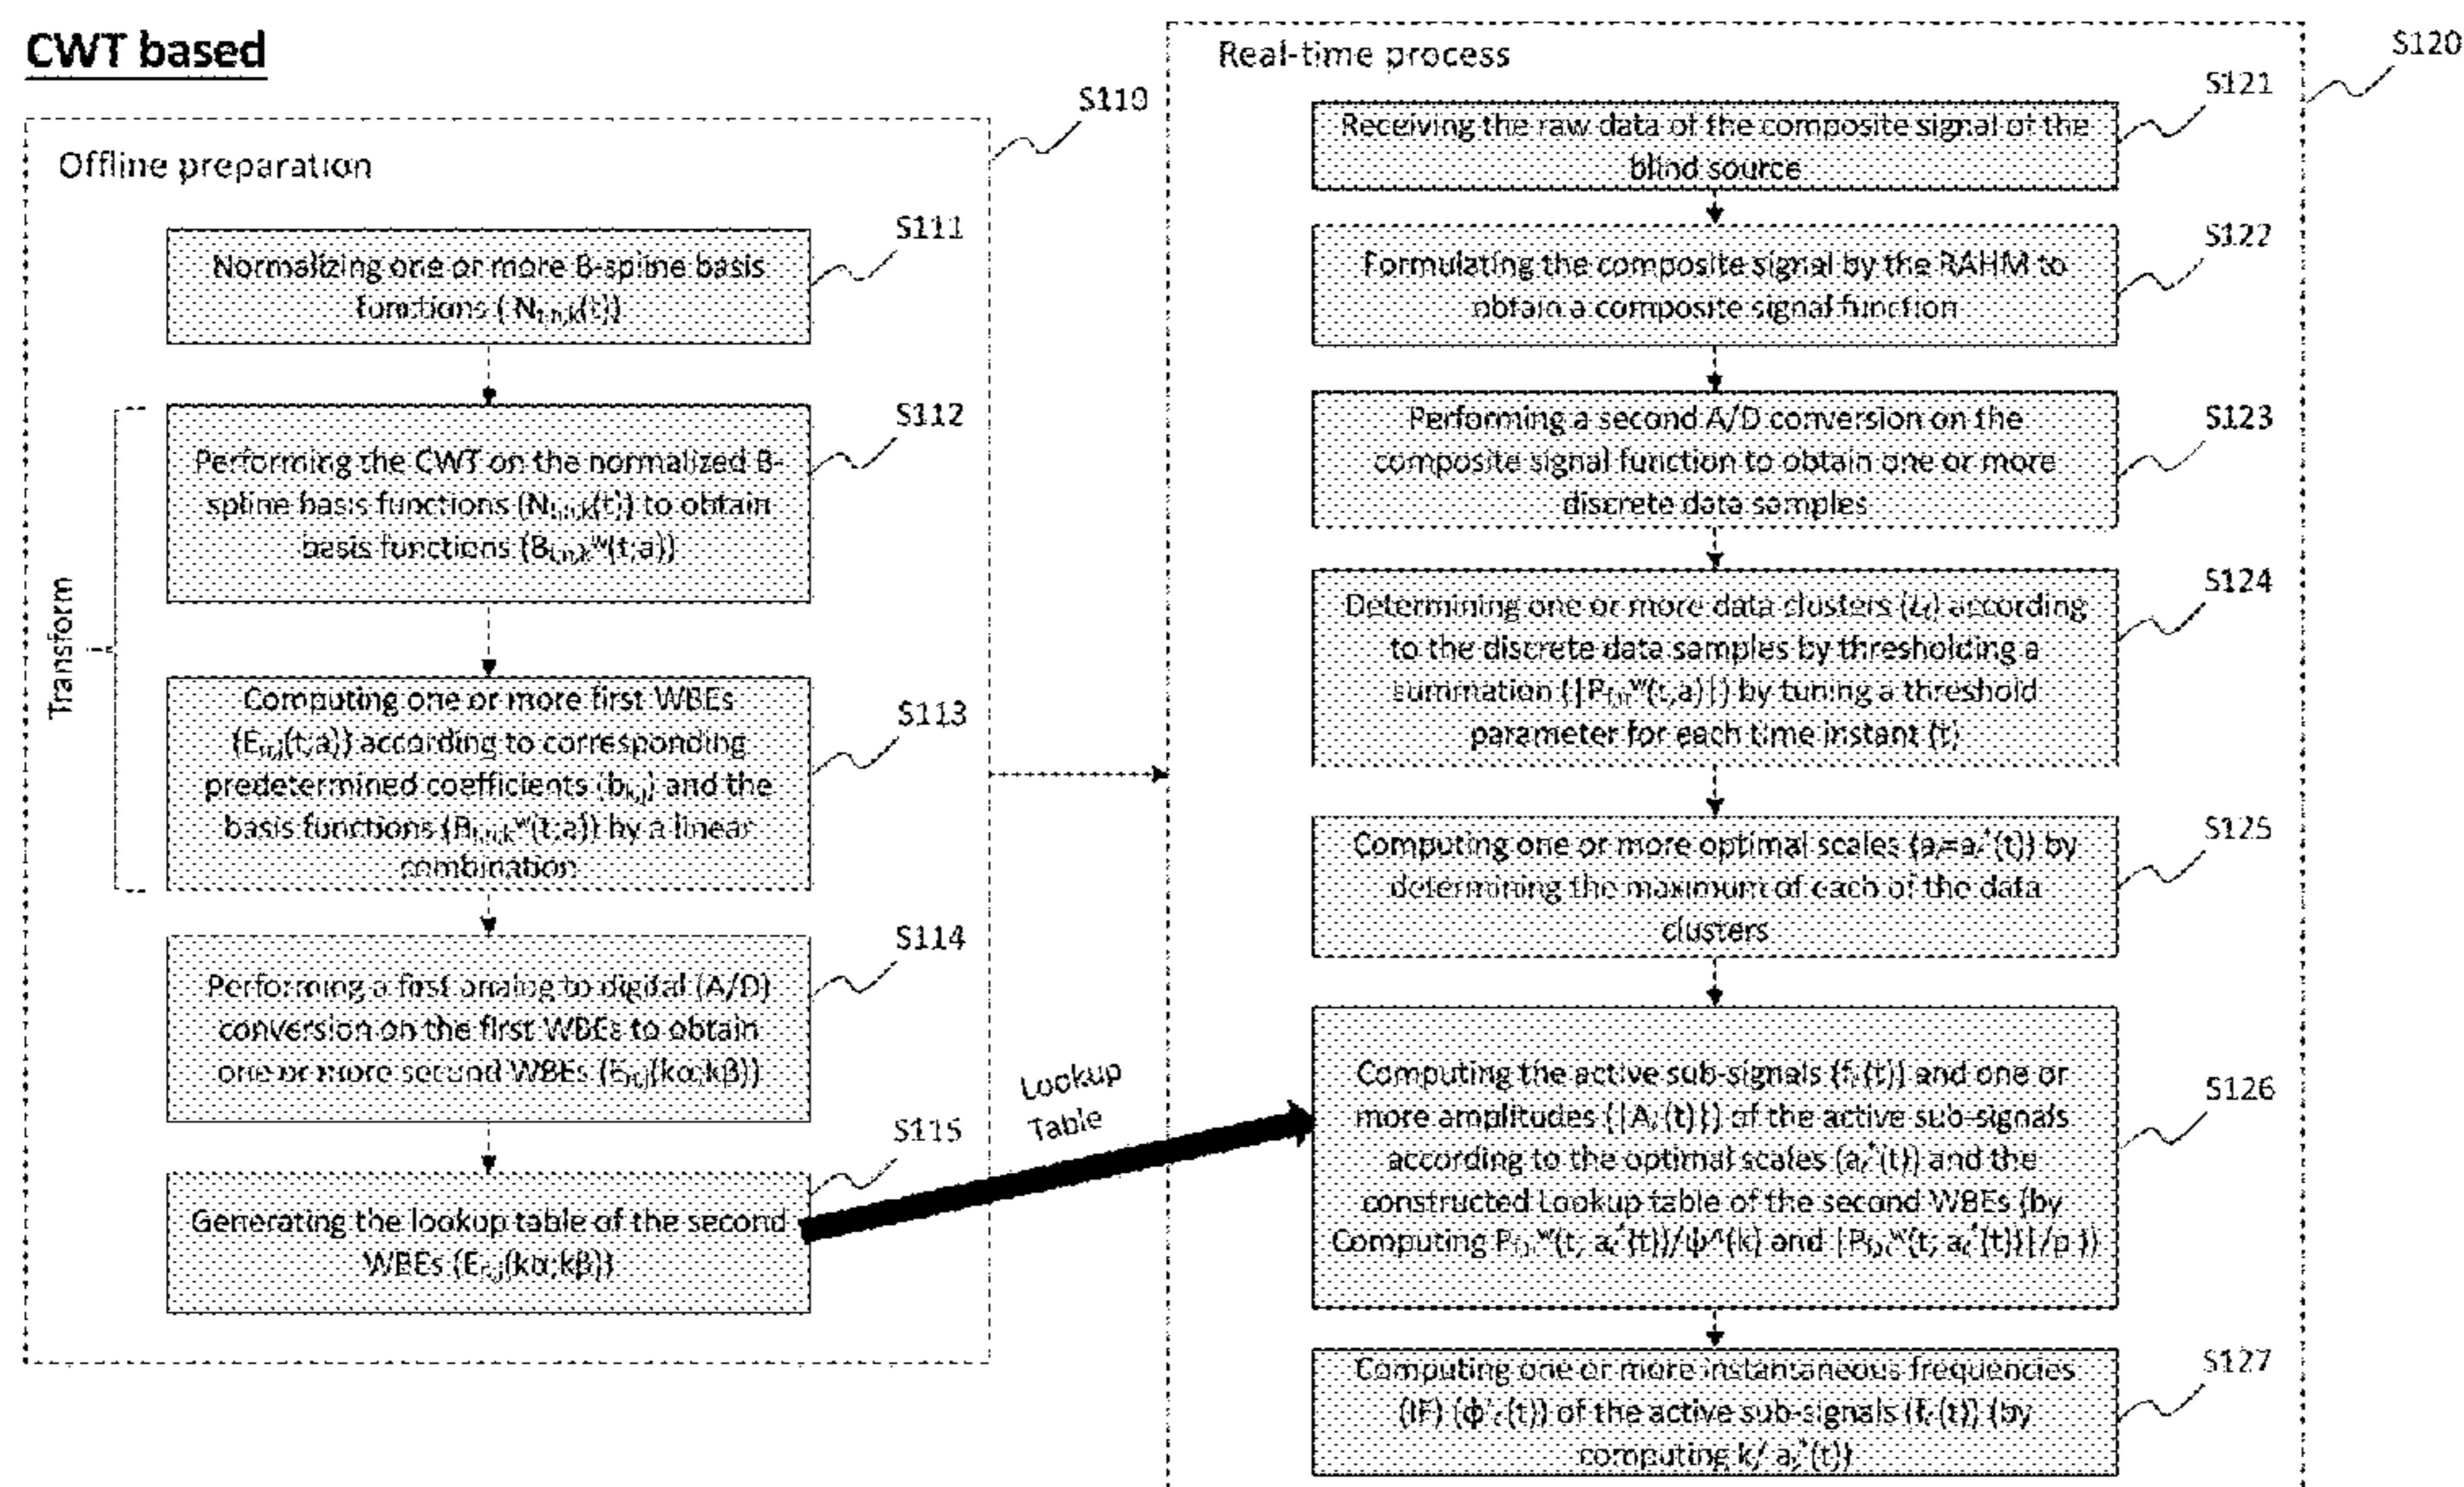 CWT based
S110
Offline preparation
S111
Normalizing one or more B-spline basis
functions (N
(t))
S112
Performing the CWT on the normalized B-
spline basis functions
(t)) to obtain
basis functions
(t;a))
Transform
Computing one or more first WBEs
S113
(t;a)) according to corresponding
predetermined coefficients
and the
basis functions
(t;a)) by a linear
combination
S114
Performing a first analog to digital (A/D)
conversion on the first WBEs to obtain
one or more second WBEs
(kα;kβ))
S115
Generating the lookup table of the second
WBEs
(kα;kβ))
Lookup
Table
S120
Real-time process
S121
Receiving the raw data of the composite signal of the
blind source
S122
Formulating the composite signal by the RAHM to
obtain a composite signal function
S123
Performing a second A/D conversion on the
composite signal function to obtain one or more
discrete data samples
S124
Determining one or more data clusters
according
to the discrete data samples by thresholding a
summation
(t,a)|) by tuning a threshold
parameter for each time instant (t)
S125
Computing one or more optimal scales
(t)) by
determining the maximum of each of the data
clusters
S126
Computing the active sub-signals
(t)) and one or
more amplitudes
(t)|) of the active sub-signals
according to the optimal scales
(t)) and the
constructed Lookup table of the second WBEs (by
Computing
and
S127
Computing one or more instantaneous frequencies
(IF)
(t)) of the active sub-signals
(t)) (by
computing k/
(t))